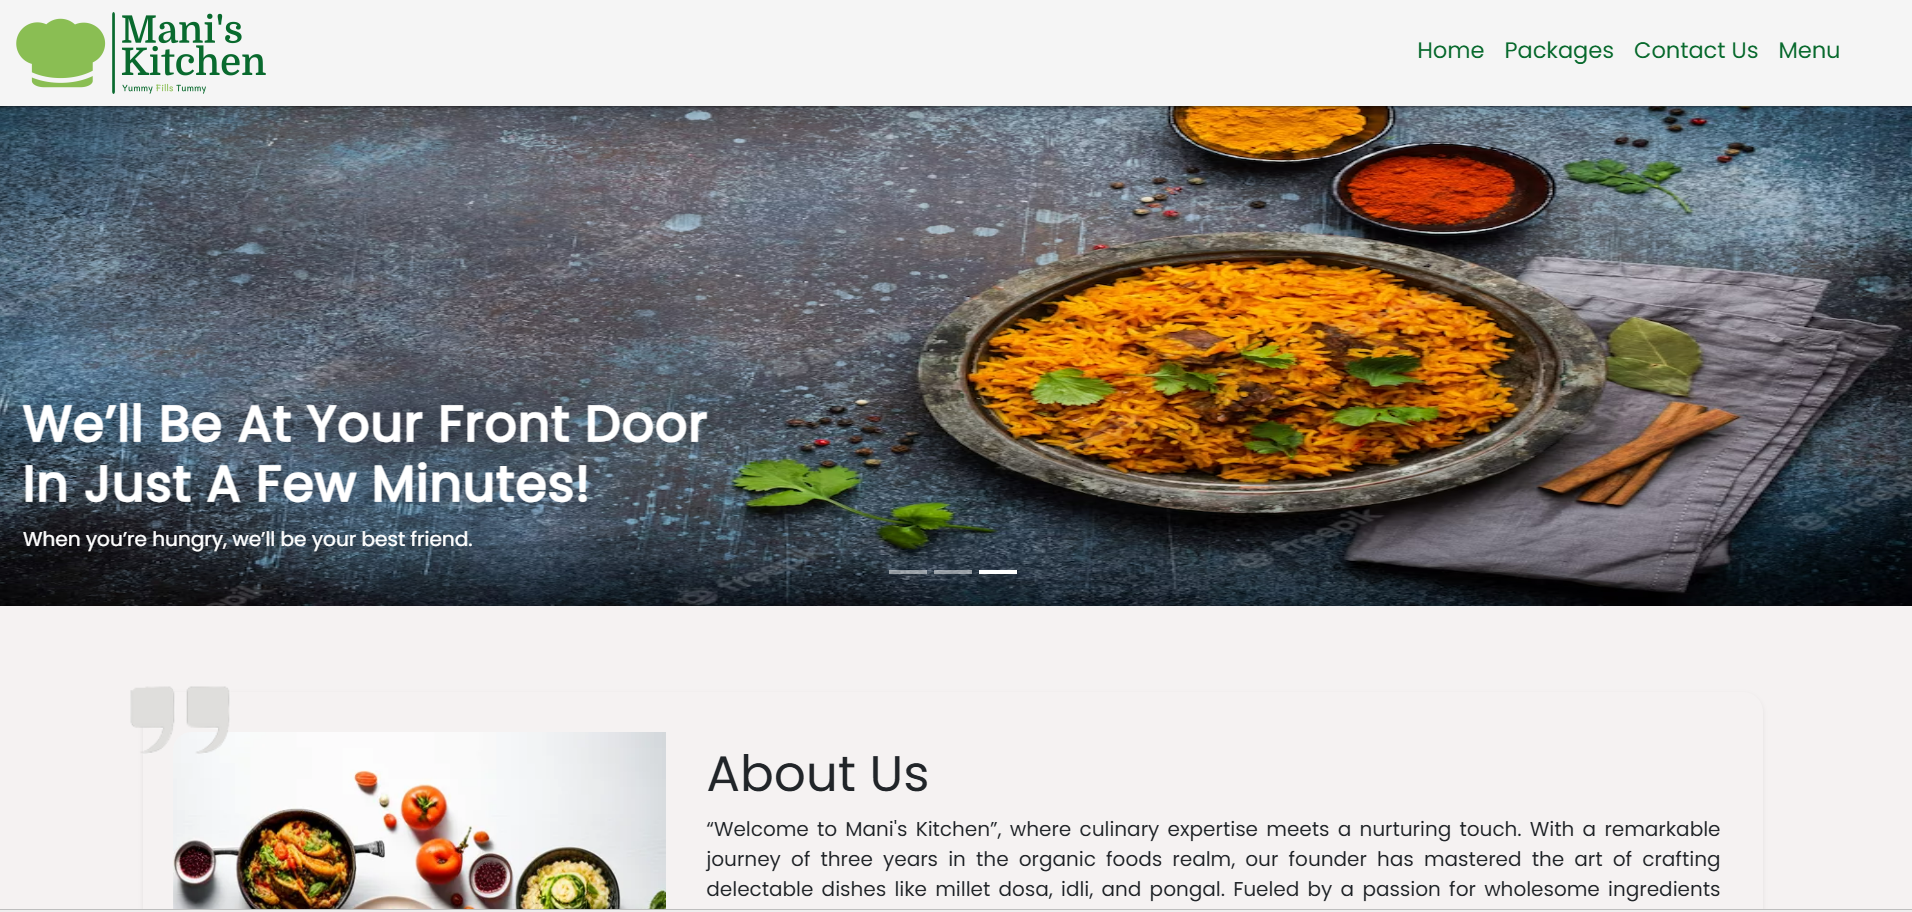 Mani's
Kitchen
Yummy Fills Tummy
Home Packages Contact Us Menu
We’ll Be At Your Front Door
In Just A Few Minutes!
When you’re hungry, we’ll be your best friend.
freepik
freepik
freepik
freepik
About Us
“Welcome to Mani's Kitchen”, where culinary expertise meets a nurturing touch. With a remarkable
journey of three years in the organic foods realm, our founder has mastered the art of crafting
delectable dishes like millet dosa, idli, and pongal. Fueled by a passion for wholesome ingredients